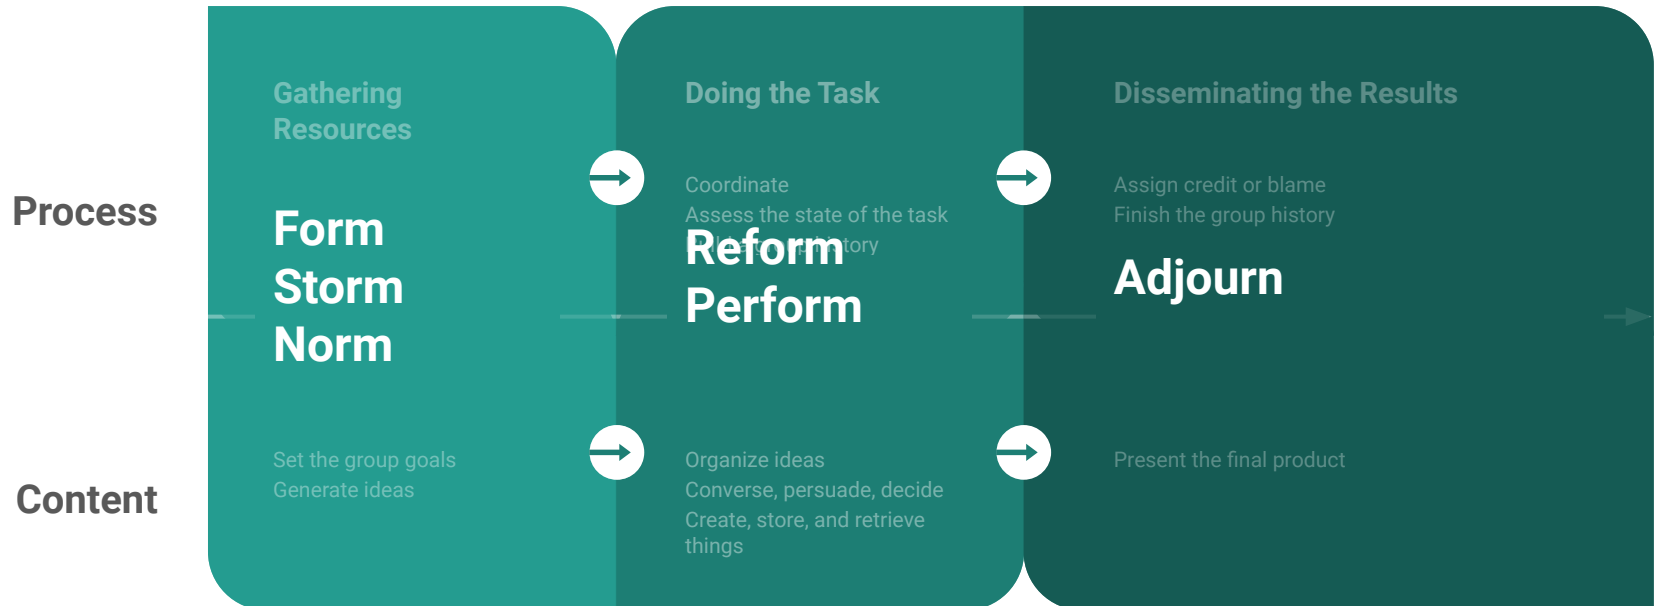 Gathering
Resources
Doing the Task
Disseminating the Results
Process
Form
Storm
Norm
Coordinate
Assess the state of the task
history
Reform
Perform
Assign credit or blame
Finish the group history
Adjourn
Content
Set the group goals
Generate ideas
Organize ideas
Converse, persuade, decide
Create, store, and retrieve
things
Present the final product